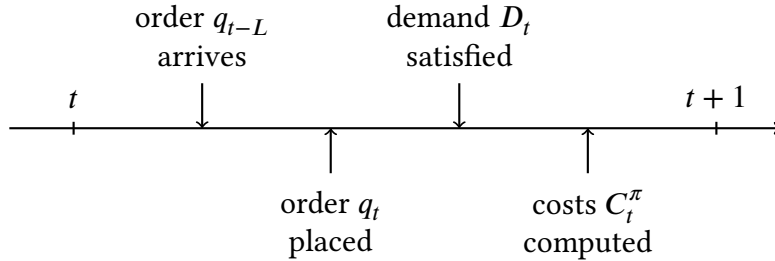 order q_{t−L}
arrives
demand D_t
satisfied
t
t + 1
order q_t
placed
costs C_t^π
computed